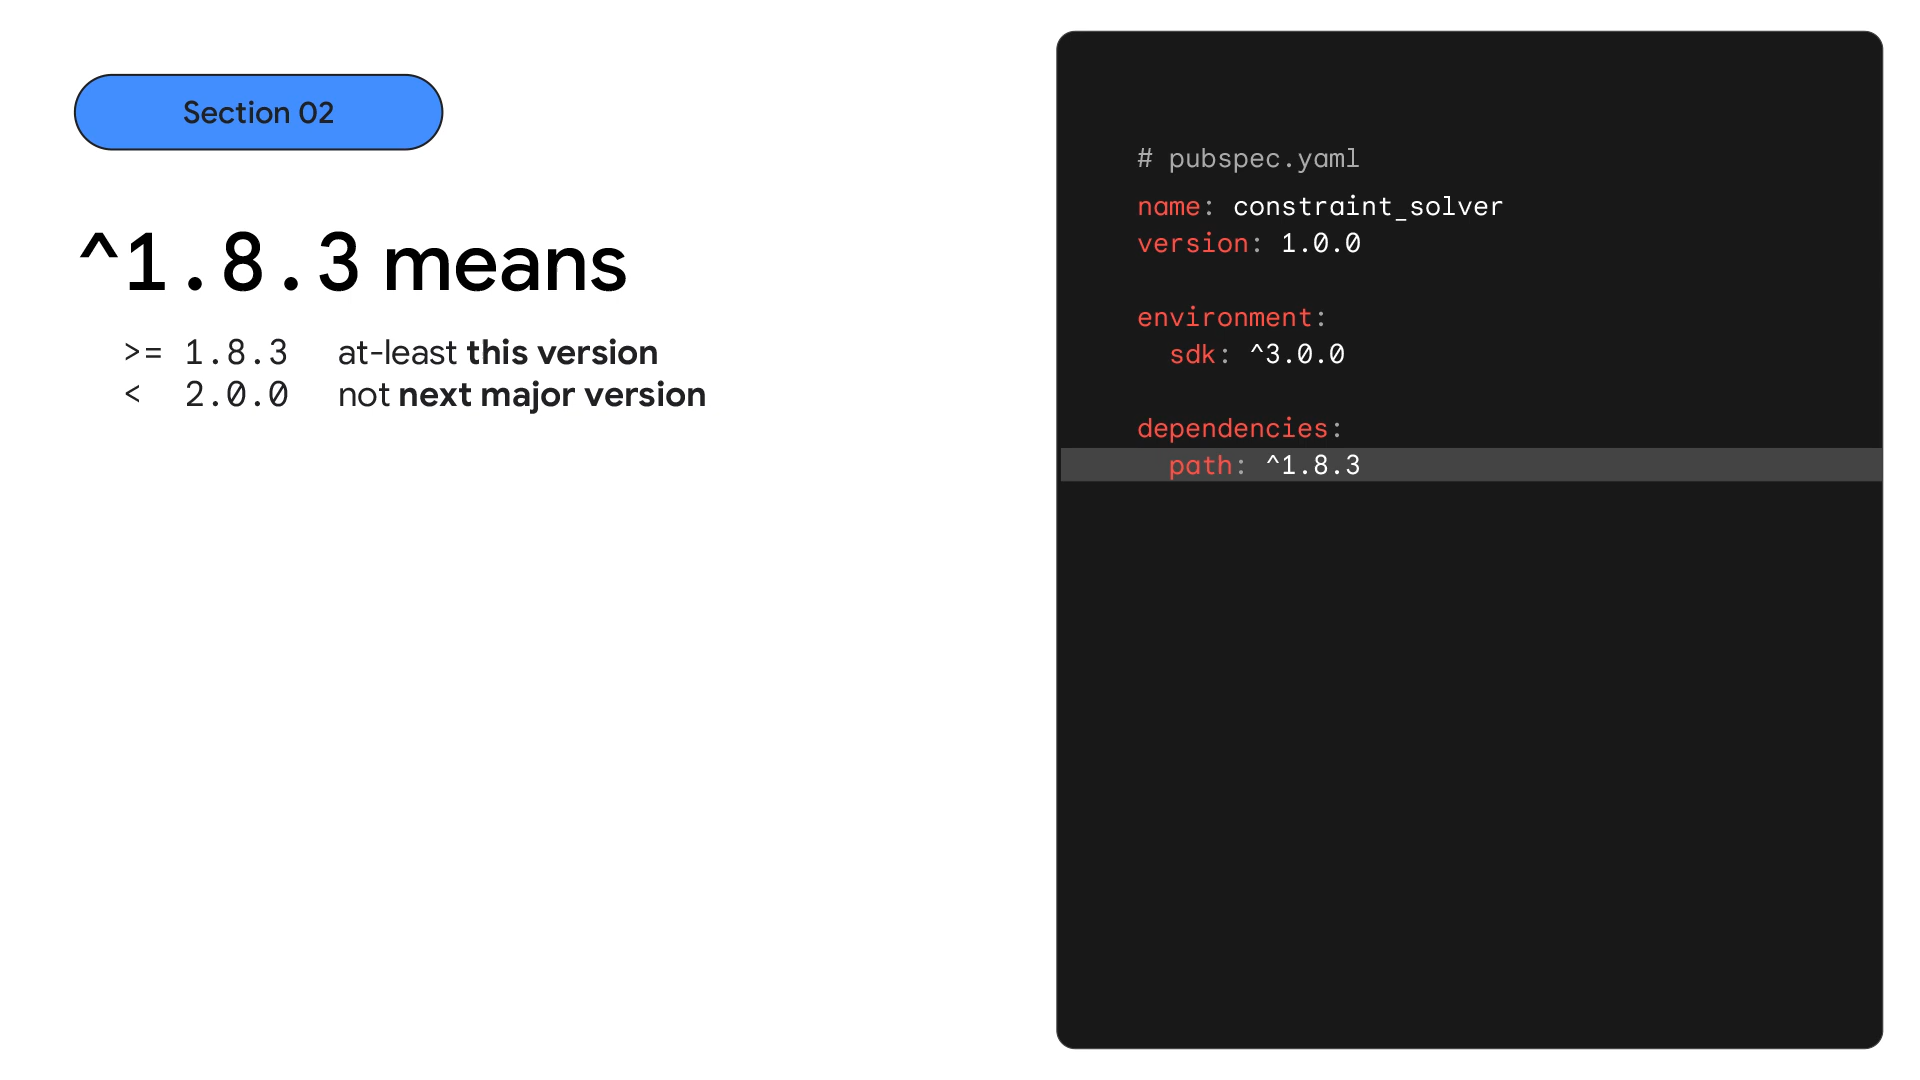 Section 02
^1.8.3 means
>= 1.8.3 at-least this version
< 2.0.0 not next major version
# pubspec.yaml
name: constraint_solver
version: 1.0.0
environment:
  sdk: ^3.0.0
dependencies:
  path: ^1.8.3